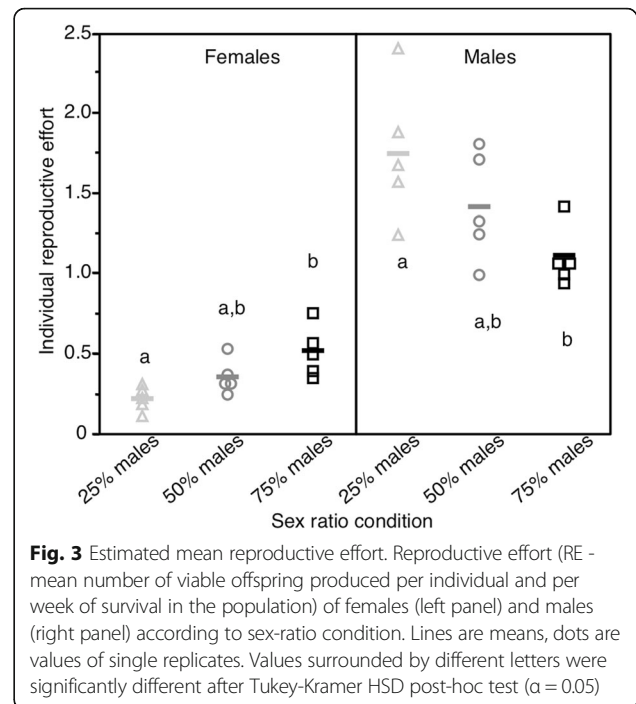 2.5
Females
Males
2.0
1.5
1.0
0.5
0
Individual reproductive effort
a
a,b
b
a
a,b
b
25% males
50% males
75% males
25% males
50% males
75% males
Sex ratio condition
Fig. 3 Estimated mean reproductive effort. Reproductive effort (RE -
mean number of viable offspring produced per individual and per
week of survival in the population) of females (left panel) and males
(right panel) according to sex-ratio condition. Lines are means, dots are
values of single replicates. Values surrounded by different letters were
significantly different after Tukey-Kramer HSD post-hoc test (α = 0.05)